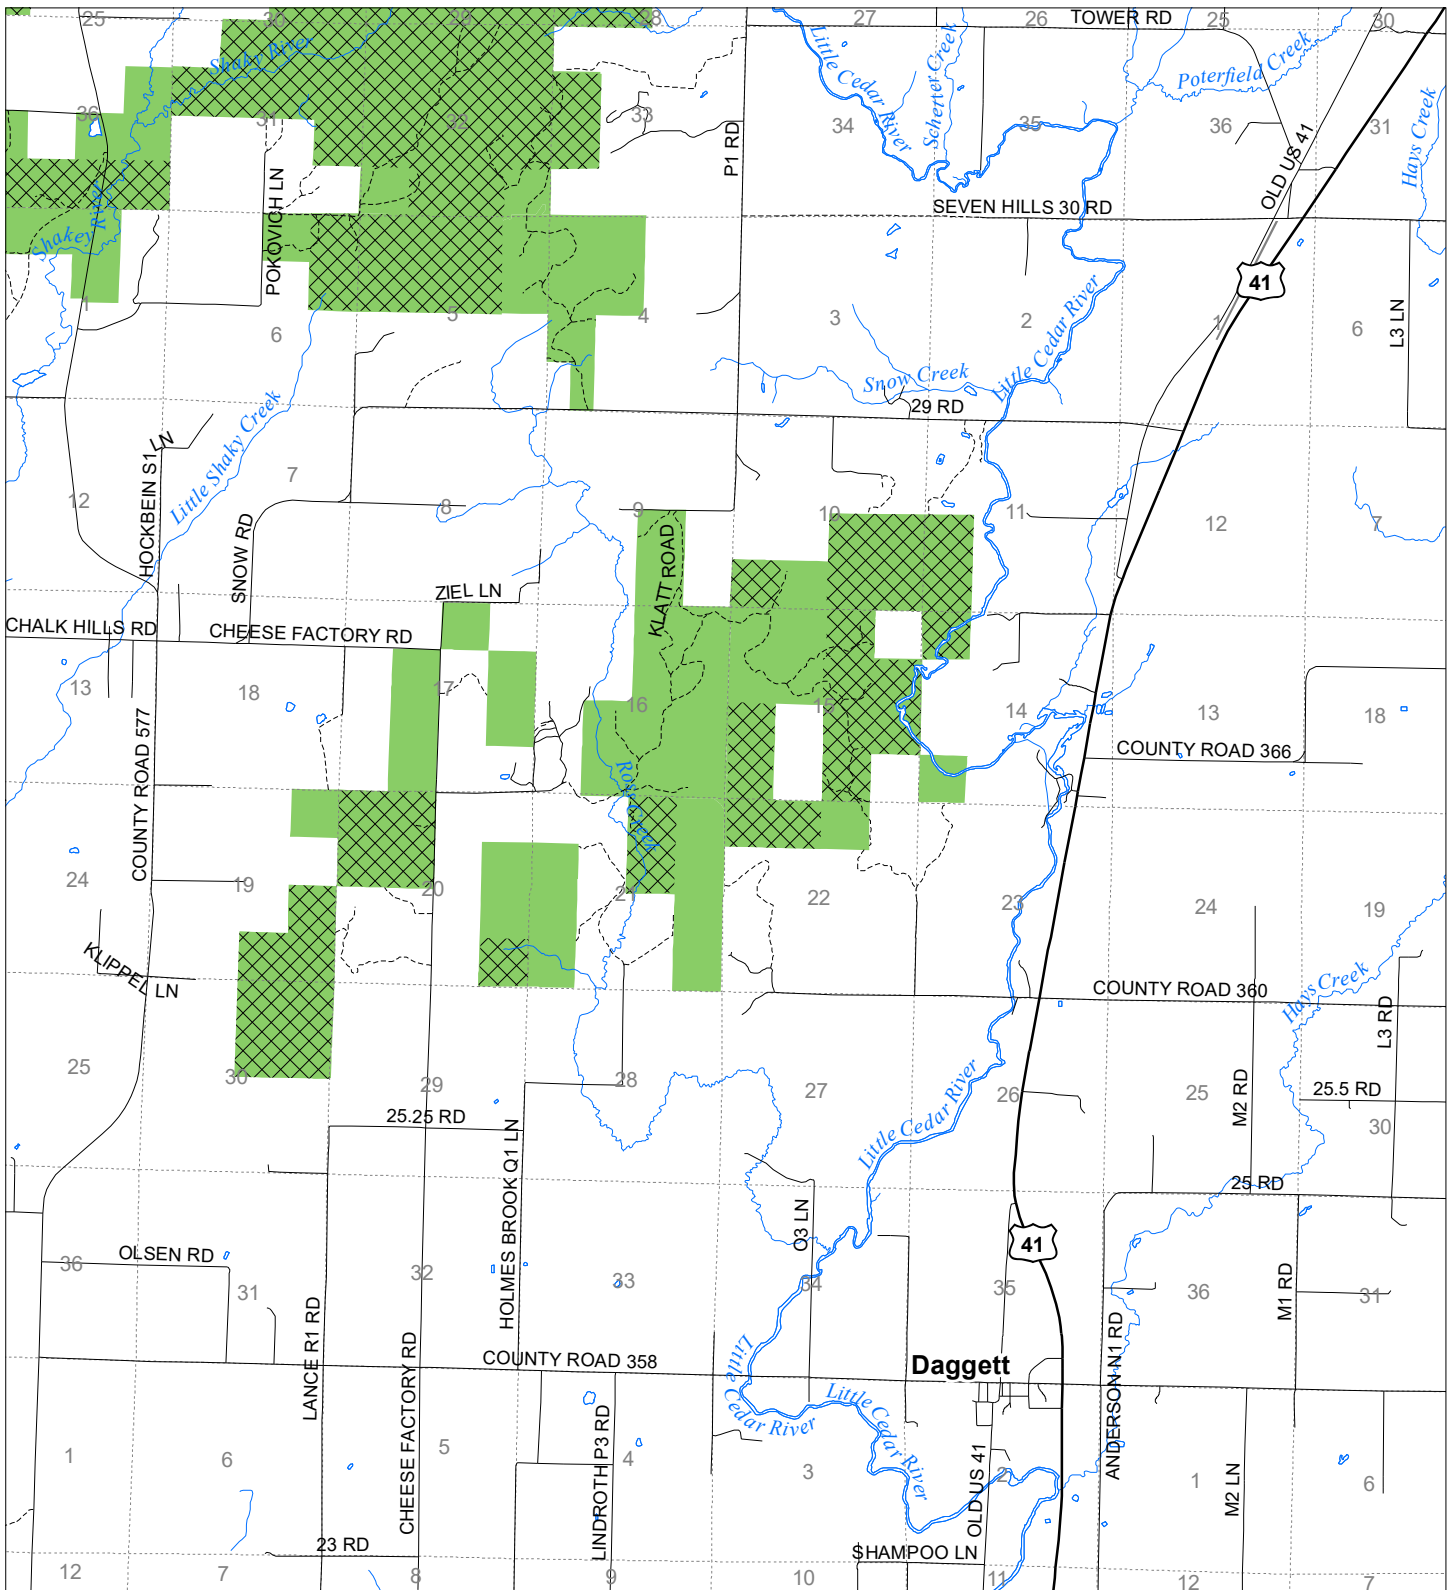 25
30
29
28
27
26
TOWER RD
25
30
Shaky River
Little Cedar River
Schetter Creek
Poterfield Creek
Hays Creek
36
31
32
33
34
35
36
31
P1 RD
OLD US 41
POKOVICH LN
SEVEN HILLS 30 RD
Shakey River
41
1
6
5
4
3
2
1
6
L3 LN
Little Cedar River
Snow Creek
29 RD
Little Shaky Creek
HOCKBEIN S1 LN
12
7
8
9
10
11
12
7
SNOW RD
KLATT ROAD
ZIEL LN
CHALK HILLS RD
CHEESE FACTORY RD
13
18
17
16
15
14
13
18
COUNTY ROAD 577
COUNTY ROAD 366
Ross Creek
24
19
20
21
22
23
24
19
KLIPPEL LN
COUNTY ROAD 360
Hays Creek
L3 RD
25
30
29
28
27
26
25
M2 RD
25.5 RD
30
25.25 RD
Little Cedar River
HOLMES BROOK Q1 LN
25 RD
O3 LN
41
OLSEN RD
36
31
32
33
34
35
36
M1 RD
31
LANCE R1 RD
CHEESE FACTORY RD
COUNTY ROAD 358
Little Cedar River
Daggett
ANDERSON N1 RD
Little Cedar River
LINDROTH P3 RD
OLD US 41
1
6
5
4
3
2
1
M2 LN
6
23 RD
SHAMPOO LN
12
7
8
9
10
11
12
7